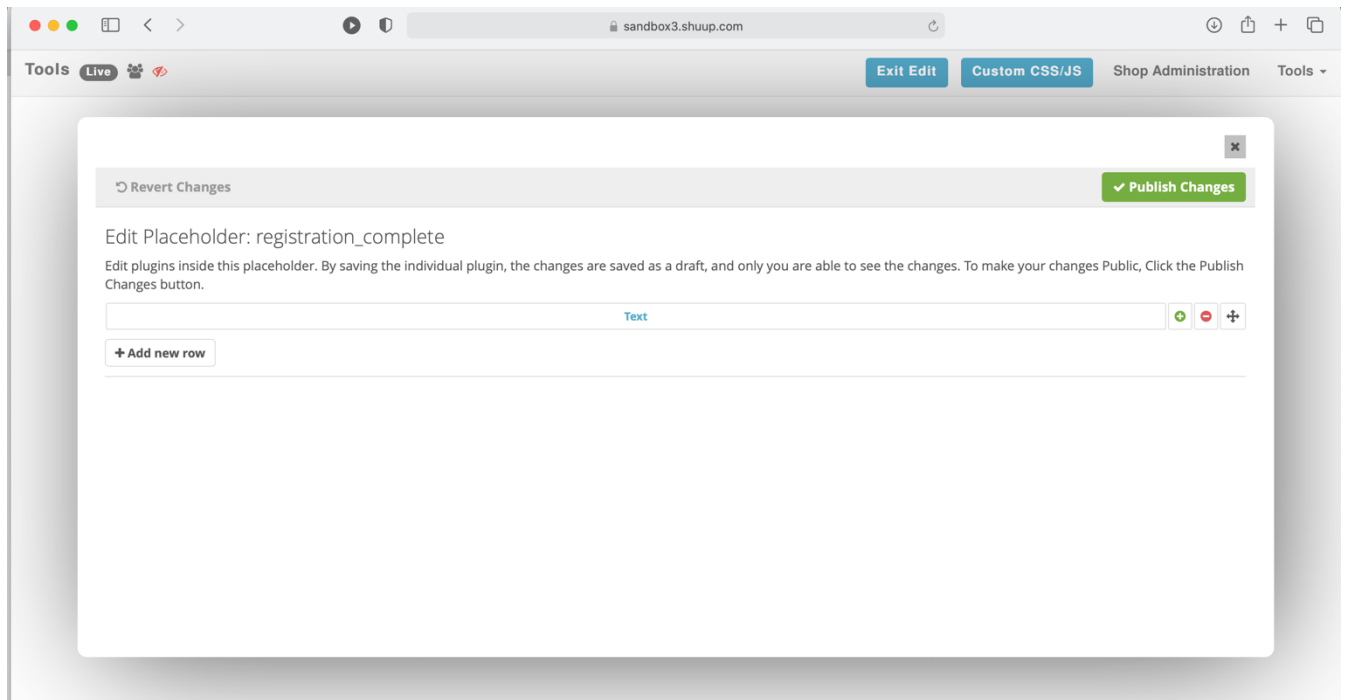 sandbox3.shuup.com
Tools Live Exit Edit Custom CSS/JS Shop Administration Tools
Revert Changes Publish Changes
Edit Placeholder: registration_complete
Edit plugins inside this placeholder. By saving the individual plugin, the changes are saved as a draft, and only you are able to see the changes. To make your changes Public, Click the Publish
Changes button.
Text
+ Add new row